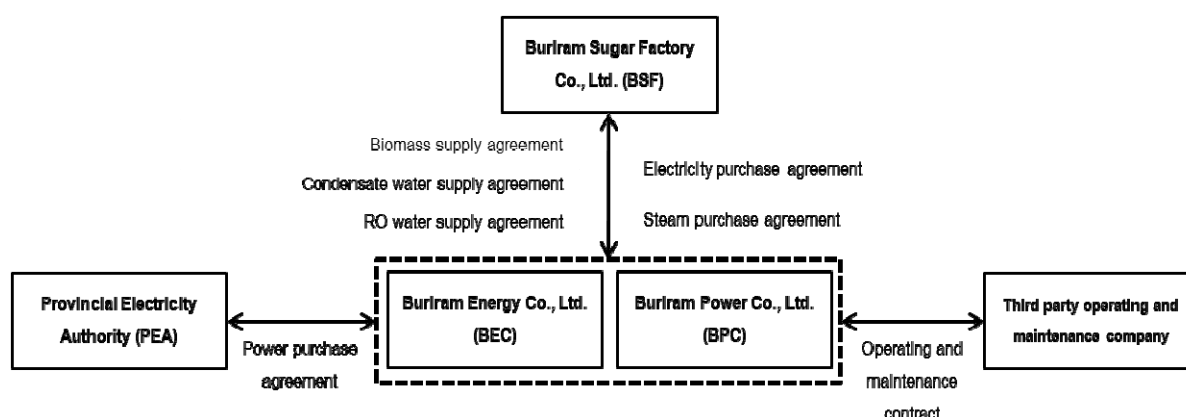 Buriram Sugar Factory
Co., Ltd. (BSF)
Biomass supply agreement
Condensate water supply agreement
RO water supply agreement
Electricity purchase agreement
Steam purchase agreement
Provincial Electricity
Authority (PEA)
Power purchase
agreement
Buriram Energy Co., Ltd.
(BEC)
Buriram Power Co., Ltd.
(BPC)
Operating and
maintenance
contract
Third party operating and
maintenance company